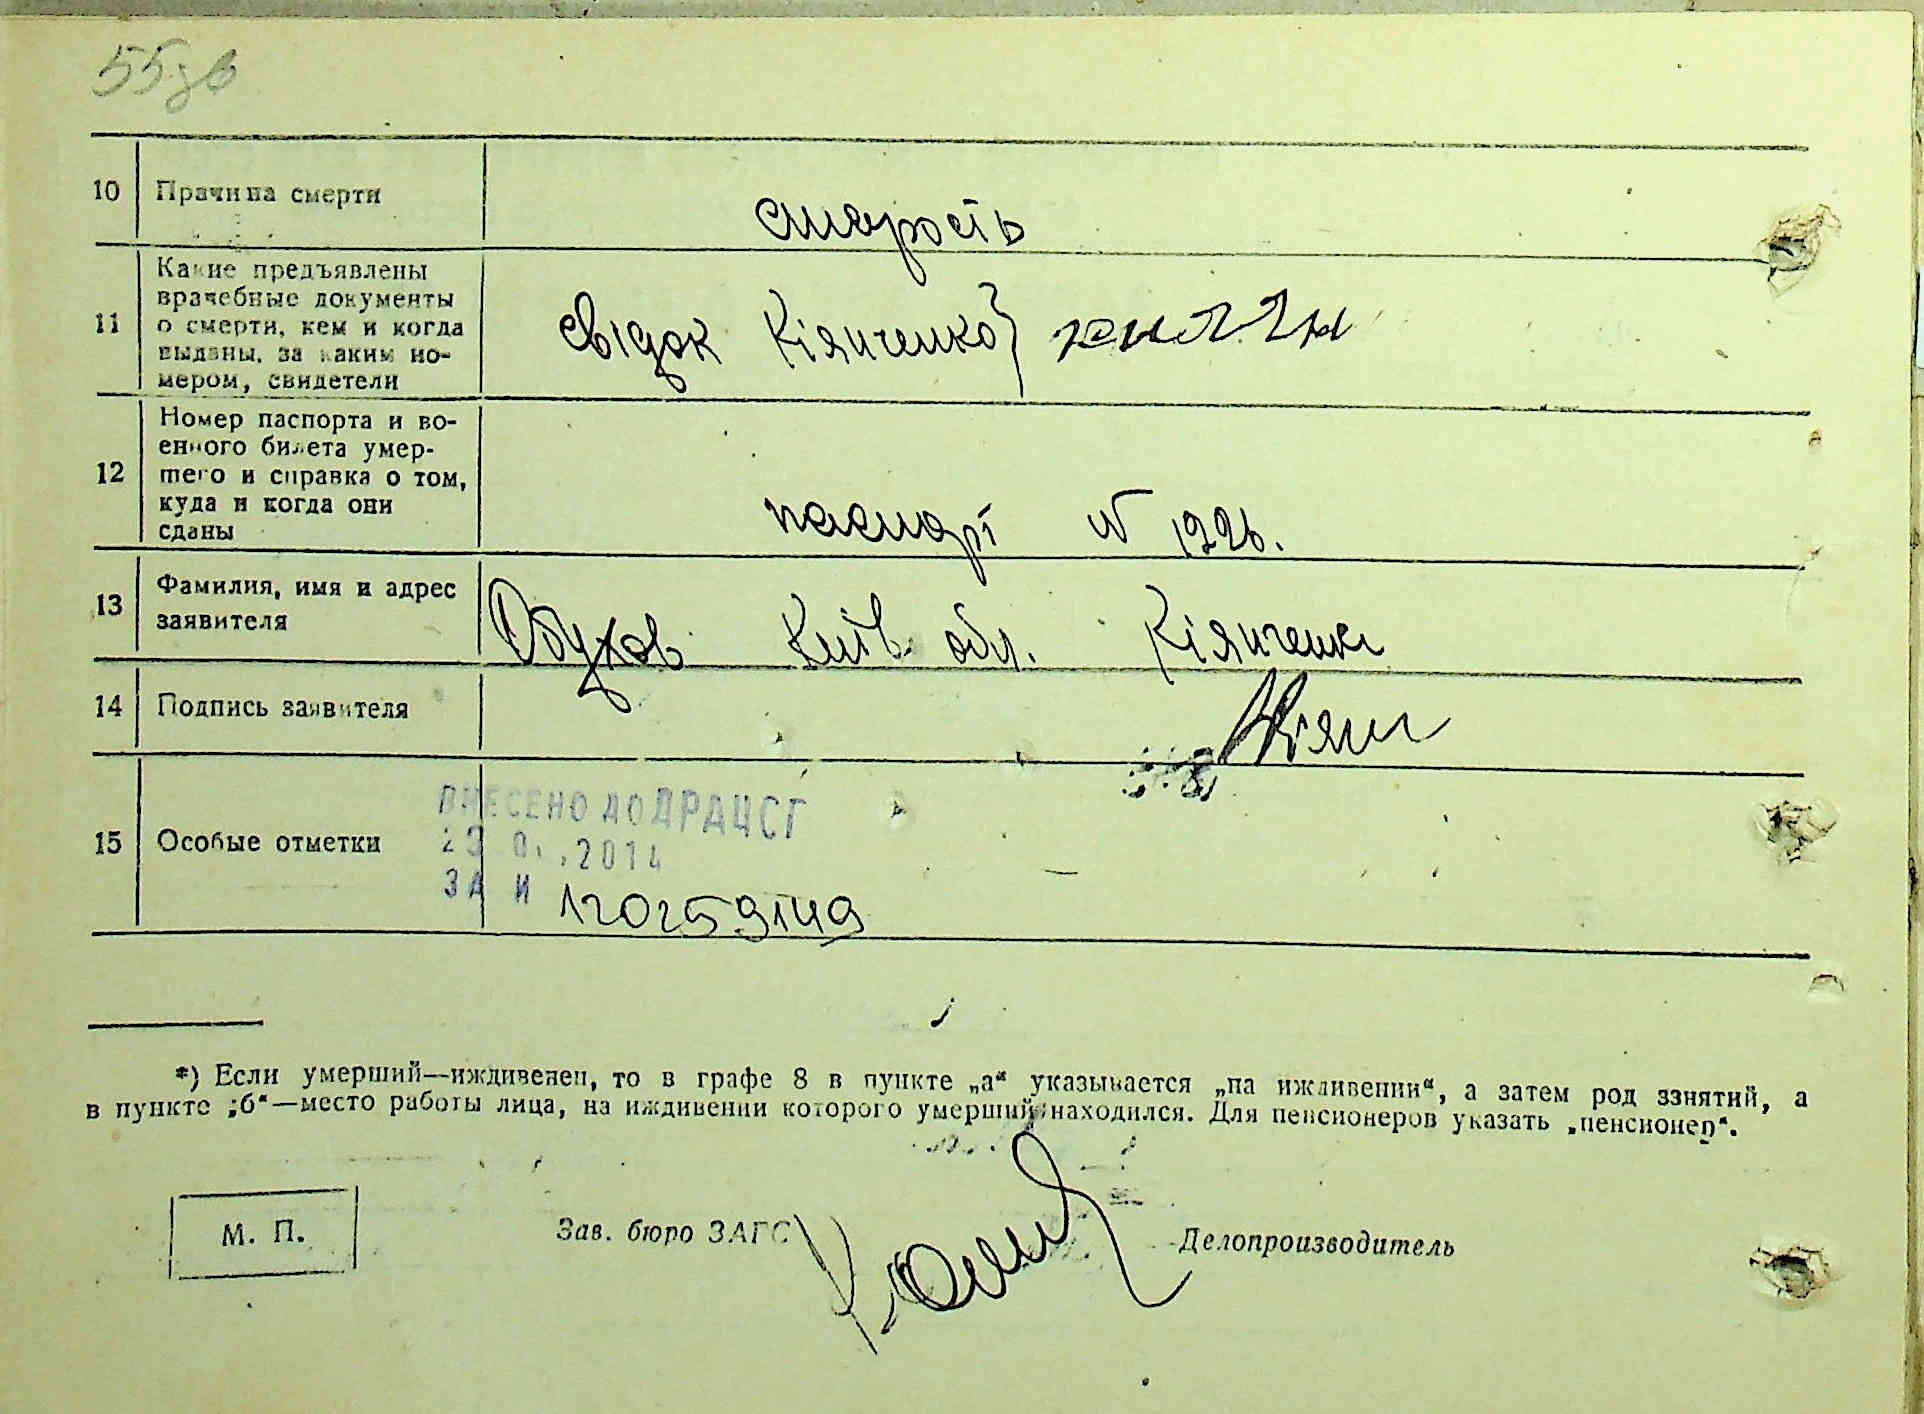 55зв
10 Причина смерти
старость
11 Какие предъявлены
врачебные документы
о смерти, кем и когда
выданы, за каким но-
мером, свидетели
свідок Кіянченко}
12 Номер паспорта и во-
енного билета умер-
шего и справка о том,
куда и когда они
сданы
паспорт №
13 Фамилия, имя и адрес
заявителя
Обухов Київ. обл. Кіянченко
14 Подпись заявителя
Кіянч
15 Особые отметки
ВНЕСЕНО ДО ДРАЦСГ
2014
ЗА №
*) Если умерший—иждивенец, то в графе 8 в пункте „а“ указывается „на иждивении“, а затем род занятий, а
в пункте „б“—место работы лица, на иждивении которого умерший находился. Для пенсионеров указать „пенсионер“.
М. П.
Зав. бюро ЗАГС
Делопроизводитель